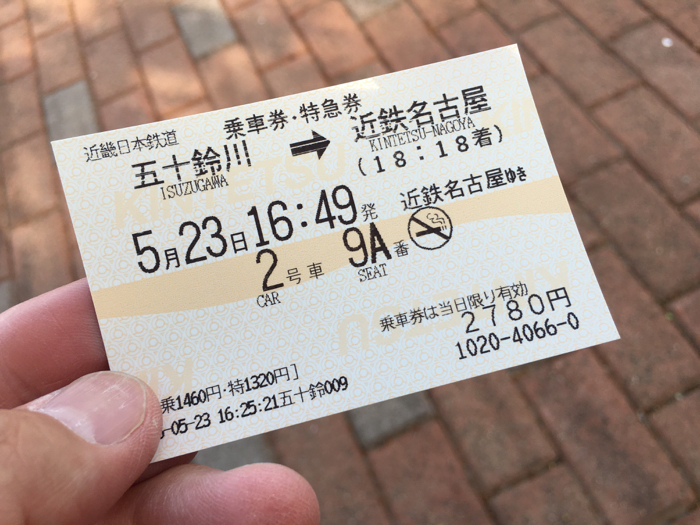 乗車券・特急券
近畿日本鉄道
五十鈴川 ⇒ 近鉄名古屋
ISUZUGAWA KINTETSU-NAGOYA
(18:18着)
5月23日 16:49発 近鉄名古屋ゆき
2号車 9A番
CAR SEAT
乗車券は当日限り有効
2780円
1020-4066-0
乗1460円・特1320円]
-05-23 16:25:21五十鈴009
KINTETSU